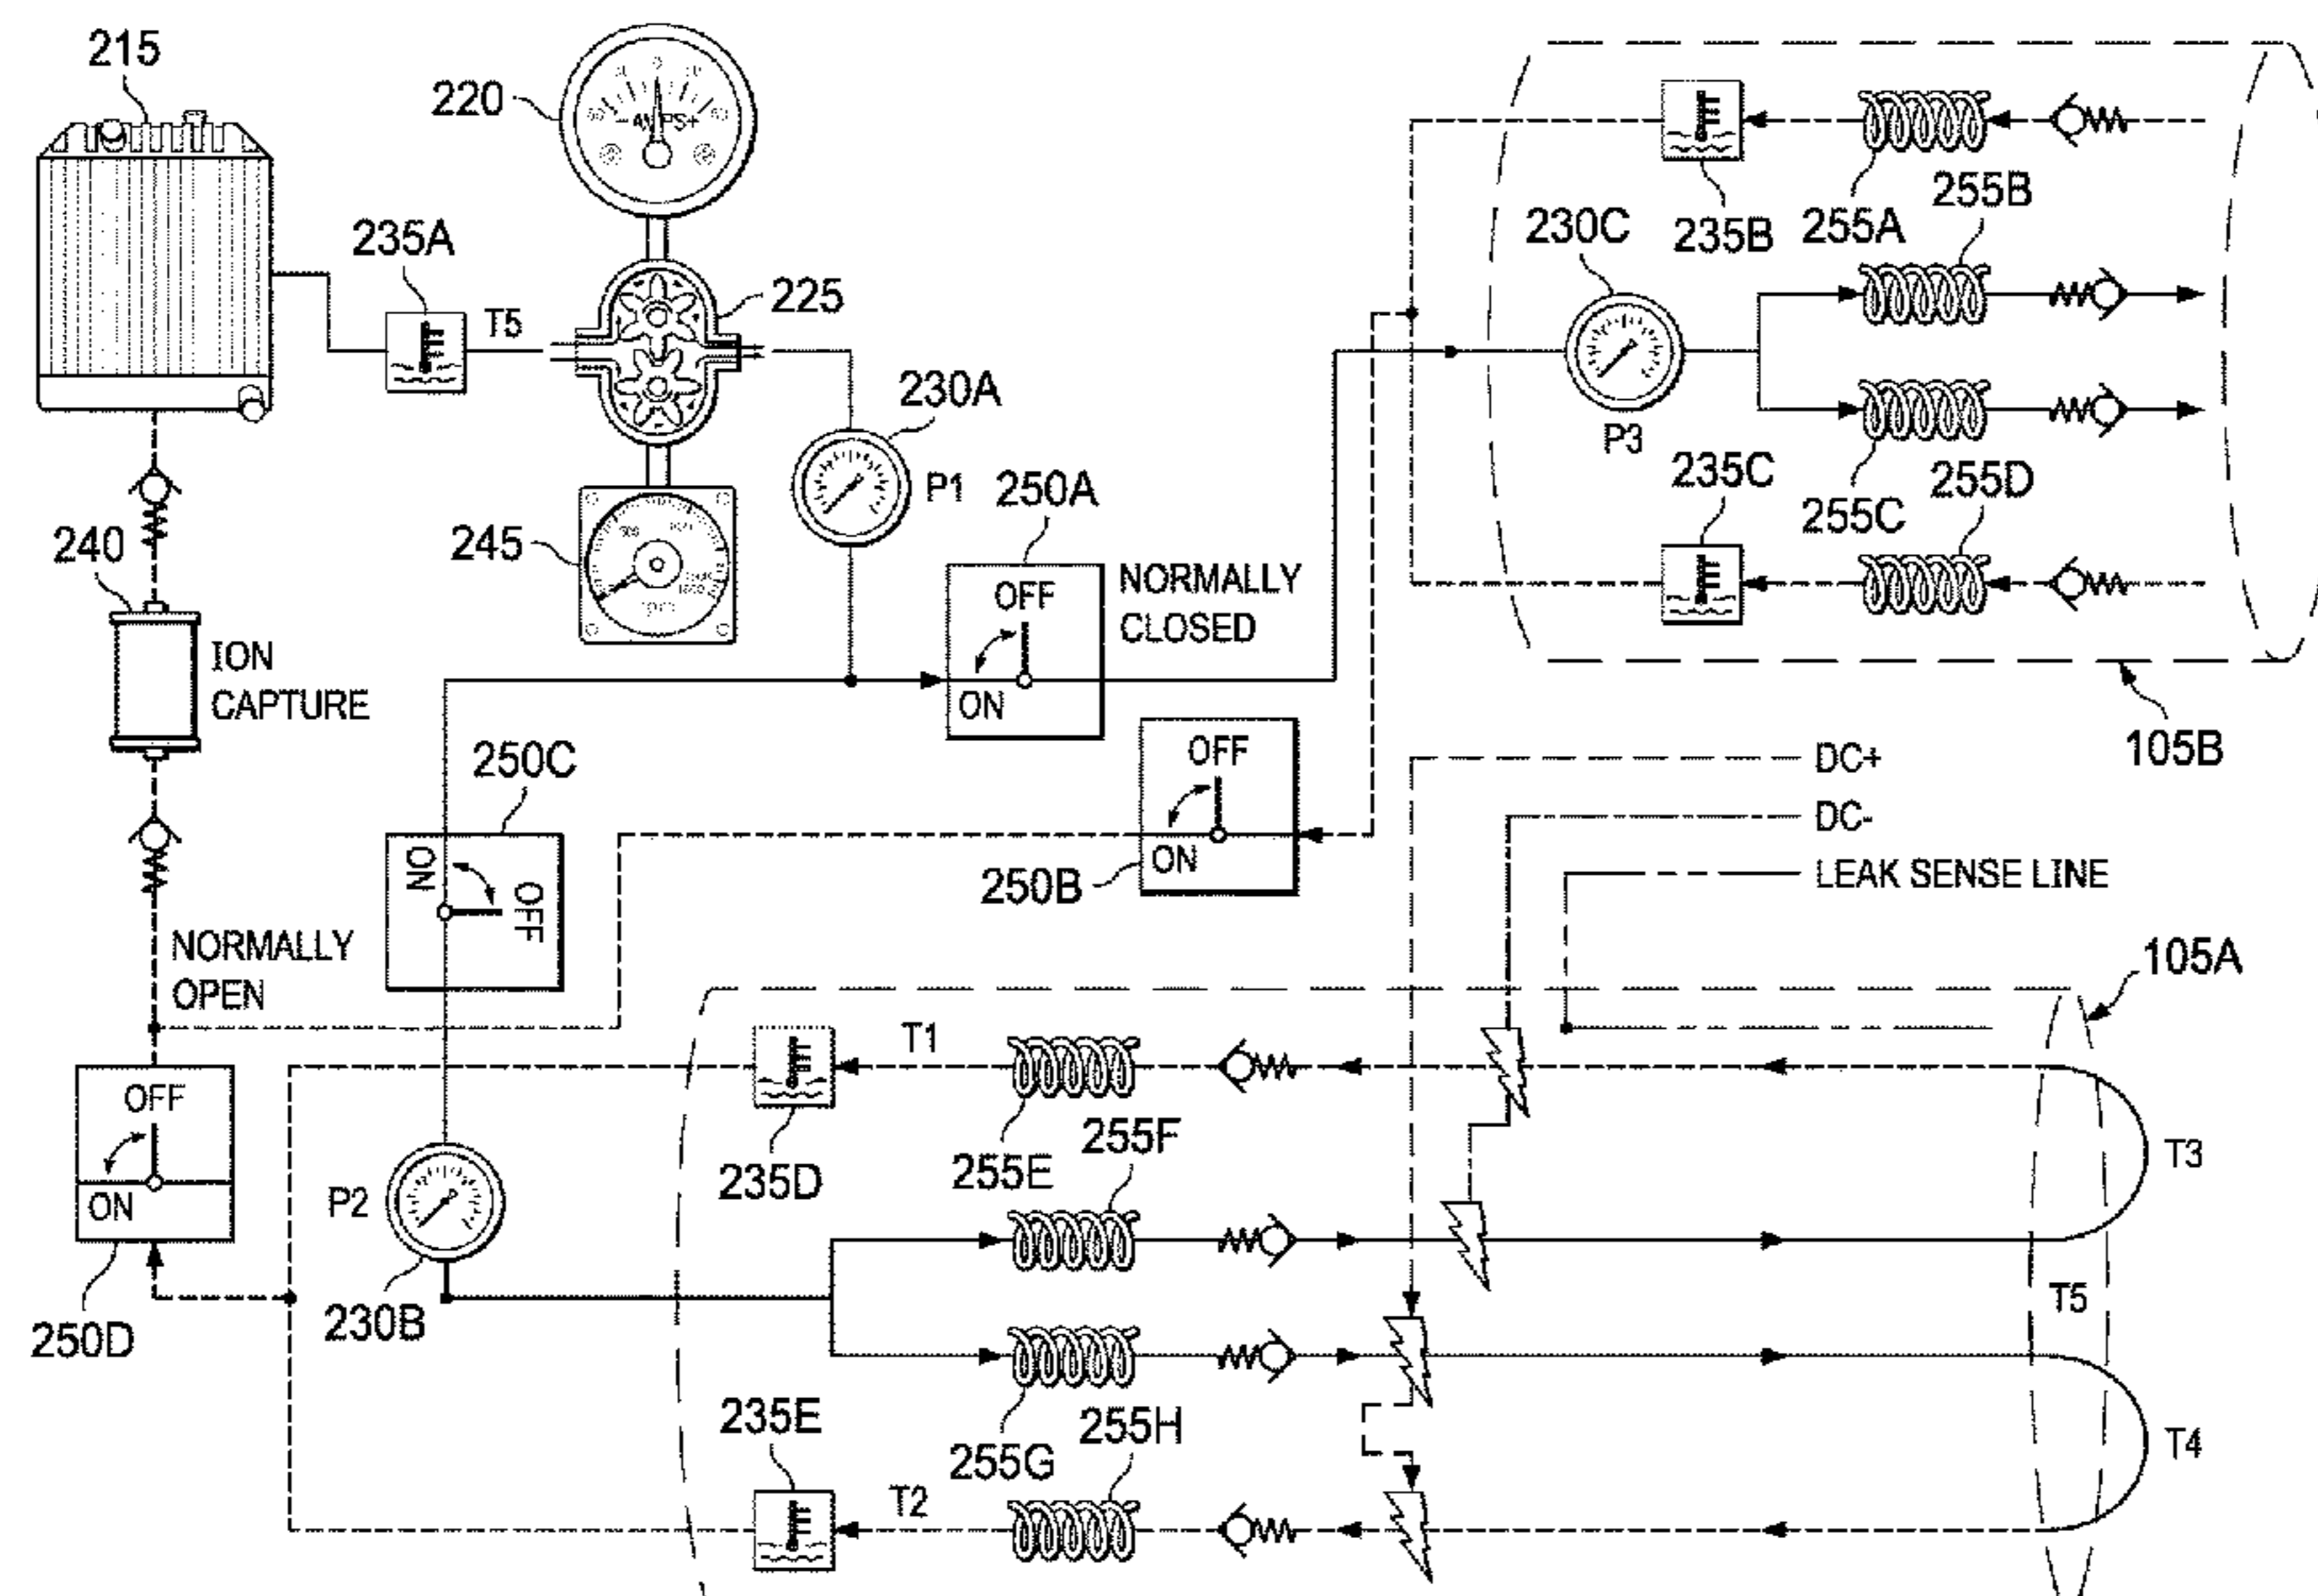 215
220
235A
T5
- AMPS +
225
230A
P1
245
240
ION
CAPTURE
250A
OFF
ON
NORMALLY
CLOSED
235B
255A
255B
230C
P3
235C
255C
255D
105B
250C
ON
OFF
OFF
ON
250B
DC+
DC-
LEAK SENSE LINE
NORMALLY
OPEN
105A
T1
235D
255E
255F
T3
OFF
ON
250D
P2
230B
T5
235E
T2
255G
255H
T4